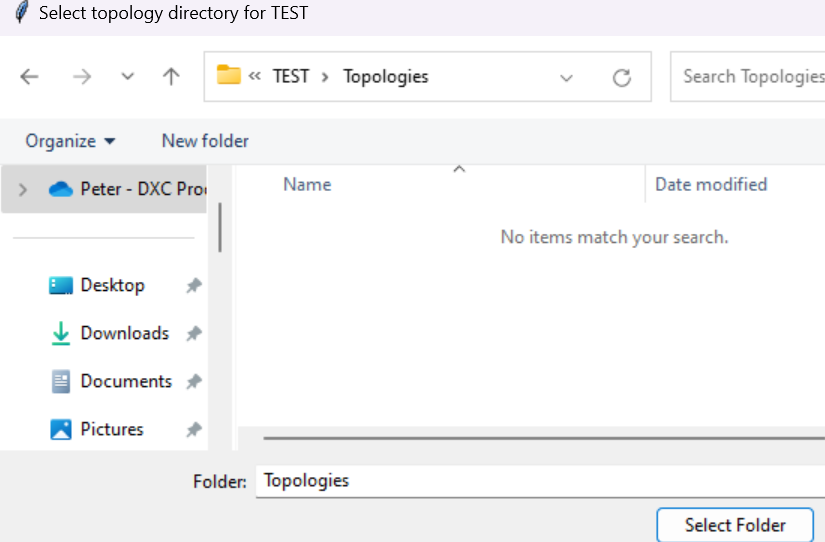 Select topology directory for TEST
« TEST › Topologies
Search Topologies
Organize
New folder
Peter - DXC Pro
Name
Date modified
No items match your search.
Desktop
Downloads
Documents
Pictures
Folder: Topologies
Select Folder